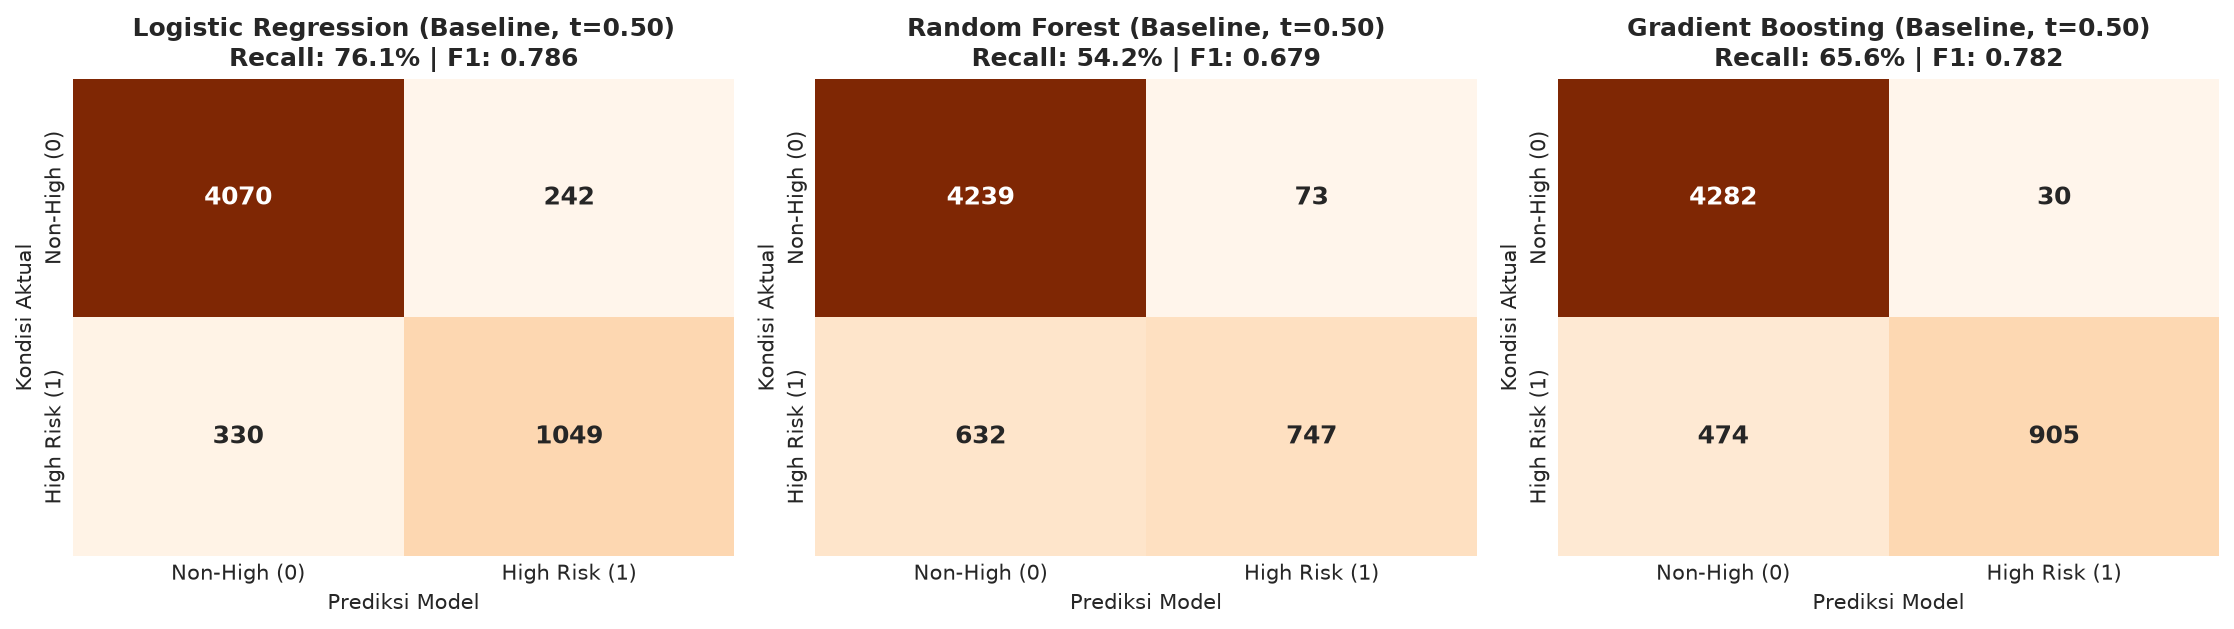 Logistic Regression (Baseline, t=0.50)
Recall: 76.1% | F1: 0.786
Kondisi Aktual
Non-High (0)
4070
242
High Risk (1)
330
1049
Non-High (0)
High Risk (1)
Prediksi Model
Random Forest (Baseline, t=0.50)
Recall: 54.2% | F1: 0.679
Kondisi Aktual
Non-High (0)
4239
73
High Risk (1)
632
747
Non-High (0)
High Risk (1)
Prediksi Model
Gradient Boosting (Baseline, t=0.50)
Recall: 65.6% | F1: 0.782
Kondisi Aktual
Non-High (0)
4282
30
High Risk (1)
474
905
Non-High (0)
High Risk (1)
Prediksi Model